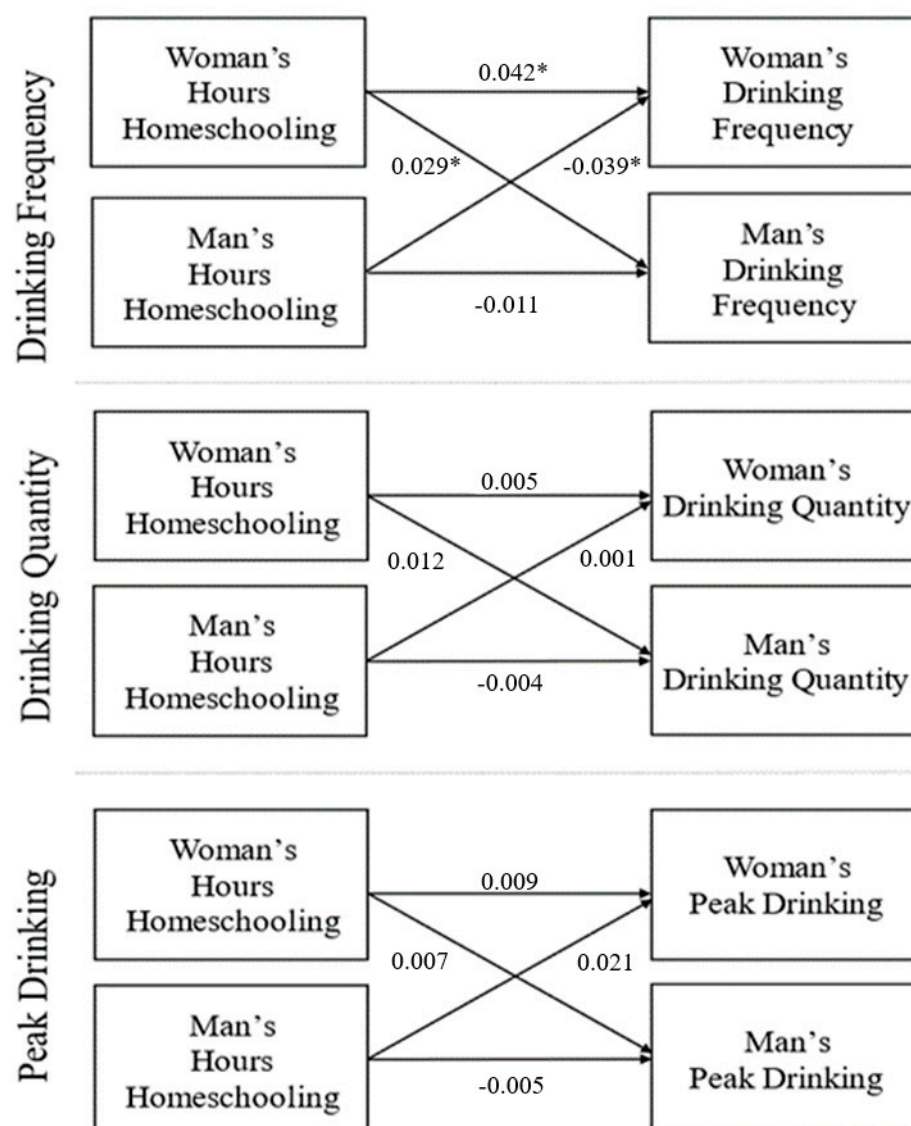 Drinking Frequency
Woman's
Hours
Homeschooling
0.042*
Woman's
Drinking
Frequency
0.029*
-0.039*
Man's
Hours
Homeschooling
-0.011
Man's
Drinking
Frequency
Drinking Quantity
Woman's
Hours
Homeschooling
0.005
Woman's
Drinking Quantity
0.012
0.001
Man's
Hours
Homeschooling
-0.004
Man's
Drinking Quantity
Peak Drinking
Woman's
Hours
Homeschooling
0.009
Woman's
Peak Drinking
0.007
0.021
Man's
Hours
Homeschooling
-0.005
Man's
Peak Drinking